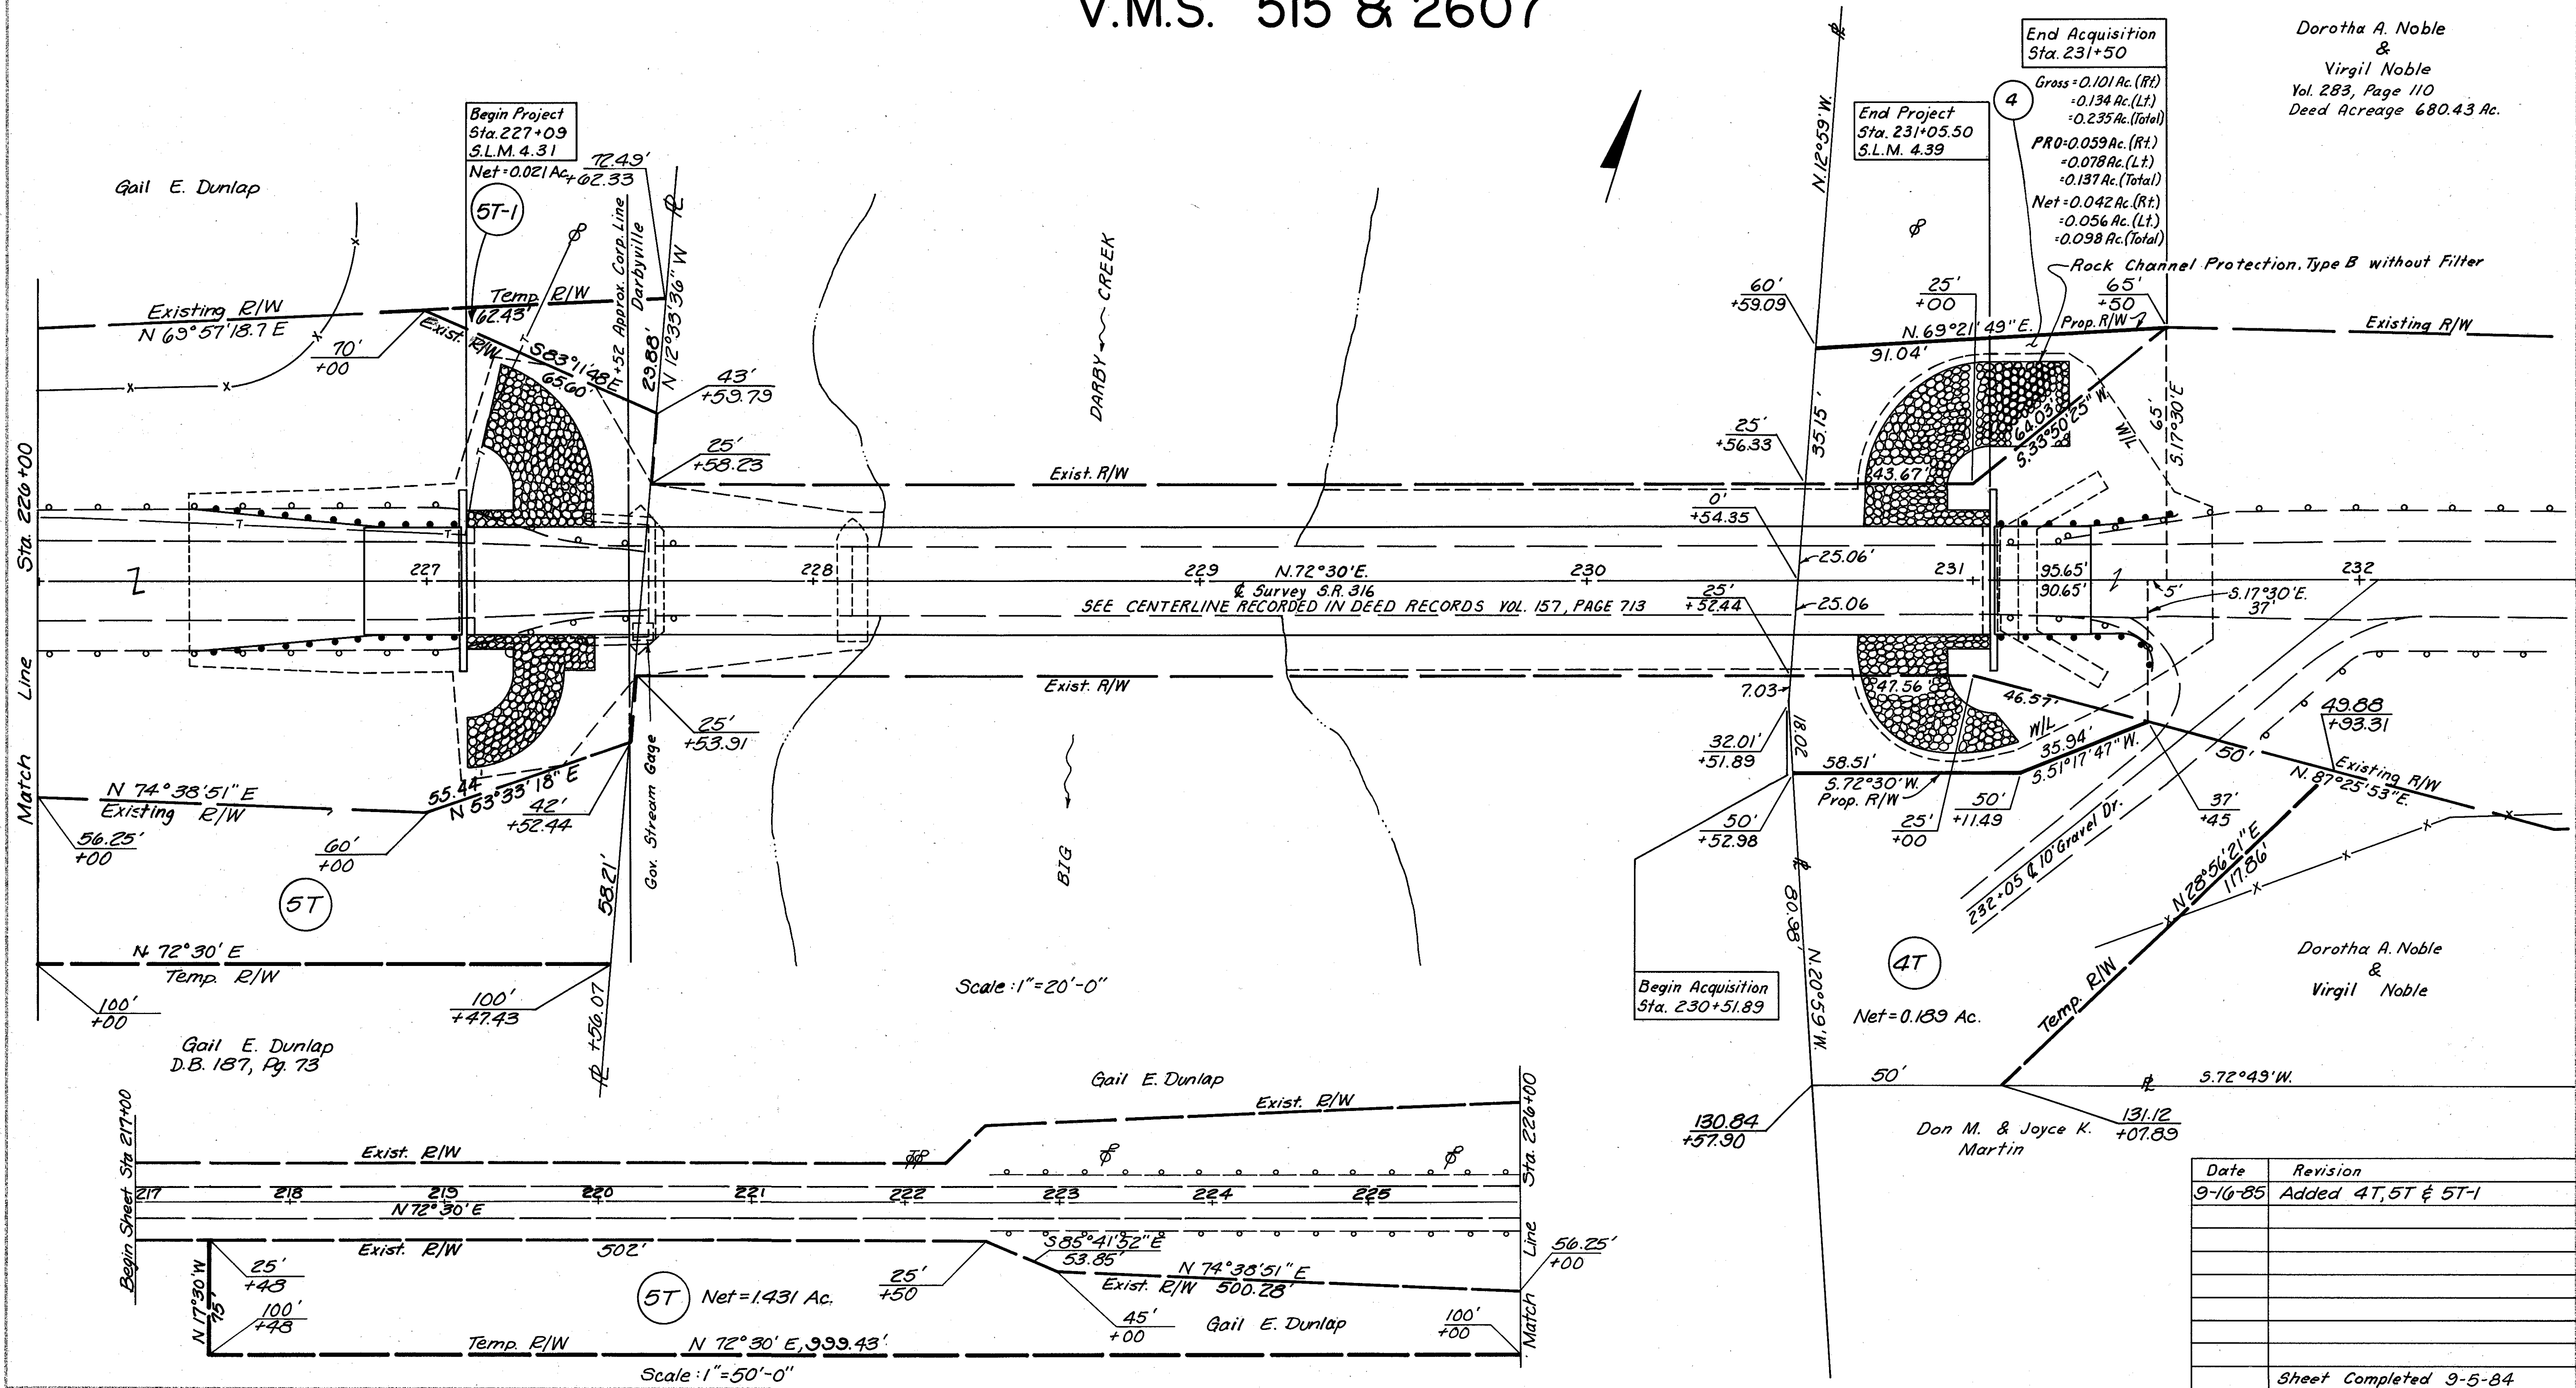 V.M.S. 515 & 2607
Dorotha A. Noble
&
Virgil Noble
Vol. 283, Page 110
Deed Acreage 680.43 Ac.
End Acquisition
Sta. 231+50
4
Gross=0.101 Ac.(Rt)
=0.134 Ac.(Lt.)
=0.235 Ac.(Total)
PRO=0.059 Ac.(Rt.)
=0.078 Ac.(Lt.)
=0.137 Ac.(Total)
Net=0.042 Ac.(Rt.)
=0.056 Ac.(Lt.)
=0.098 Ac.(Total)
Rock Channel Protection, Type B without Filter
End Project
Sta. 231+05.50
S.L.M. 4.39
N.12°59'W.
Begin Project
Sta. 227+09
S.L.M. 4.31
Net=0.021 Ac.
5T-1
72.49'
+62.33
Gail E. Dunlap
+52 Approx. Corp. Line
Darbyville
29.88'
N 12°33'36" W
Temp. R/W
62.43'
Existing R/W
N 69°57'18.7 E
70'
+00
Exist. R/W
S83°11'48E
65.60'
43'
+59.79
25'
+58.23
DARBY CREEK
60'
+59.09
25'
+00
65'
+50
N. 69°21'49"E.
Prop. R/W
91.04'
Existing R/W
25'
+56.33
35.15'
43.67'
64.03'
S.33°50'25" W.
W/L
65'
S.17°30'E
Exist. R/W
0'
+54.35
25.06'
Match Line Sta. 226+00
227
228
229
230
231
232
N.72°30'E.
℄ Survey S.R. 316
SEE CENTERLINE RECORDED IN DEED RECORDS VOL. 157, PAGE 713
25'
+52.44
25.06
95.65'
90.65'
5'
S.17°30'E.
37'
Exist. R/W
7.03
47.56'
46.57'
49.88
+93.31
25'
+53.91
32.01'
+51.89
18.02
58.51'
S.72°30'W.
Prop. R/W
W/L
35.94'
S.51°17'47"W.
50'
Existing R/W
N.87°25'53"E.
N 74°38'51"E
Existing R/W
56.25'
+00
60'
+00
55.44'
N 53°33'18" E
42'
+52.44
Gov. Stream Gage
58.21'
50'
+52.98
25'
+00
50'
+11.49
37'
+45
BIG
232+05 ℄ 10' Gravel Dr.
N 28°56'21" E
117.86'
80.98'
N.20°59'W.
5T
N. 72°30' E
Temp. R/W
100'
+00
100'
+47.43
℄ +56.07
Scale: 1"=20'-0"
Begin Acquisition
Sta. 230+51.89
4T
Net=0.189 Ac.
Temp. R/W
Dorotha A. Noble
&
Virgil Noble
Gail E. Dunlap
D.B. 187, Pg. 73
50'
S.72°49'W.
130.84
+57.90
131.12
+07.89
Don M. & Joyce K.
Martin
Gail E. Dunlap
Begin Sheet Sta 217+00
Exist. R/W
Exist. R/W
Sta. 226+00
217
218
219
220
221
222
223
224
225
N 72°30'E
Exist. R/W
502'
S 85°41'52"E
53.85'
N 74°38'51"E
Exist. R/W 500.28'
56.25'
+00
N 17°30'W
75'
25'
+48
100'
+48
5T
Net=1.431 Ac.
25'
+50
45'
+00
Gail E. Dunlap
100'
+00
Match Line
Temp. R/W
N 72°30' E, 999.43'
Scale: 1"=50'-0"
Date Revision
9-16-85 Added 4T, 5T & 5T-1
Sheet Completed 9-5-84